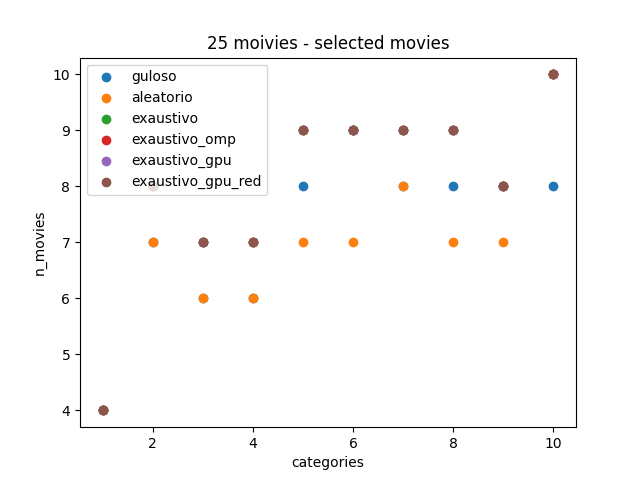 25 moivies - selected movies
guloso
aleatorio
exaustivo
exaustivo_omp
exaustivo_gpu
exaustivo_gpu_red
10
9
8
7
6
5
4
n_movies
2 4 6 8 10
categories